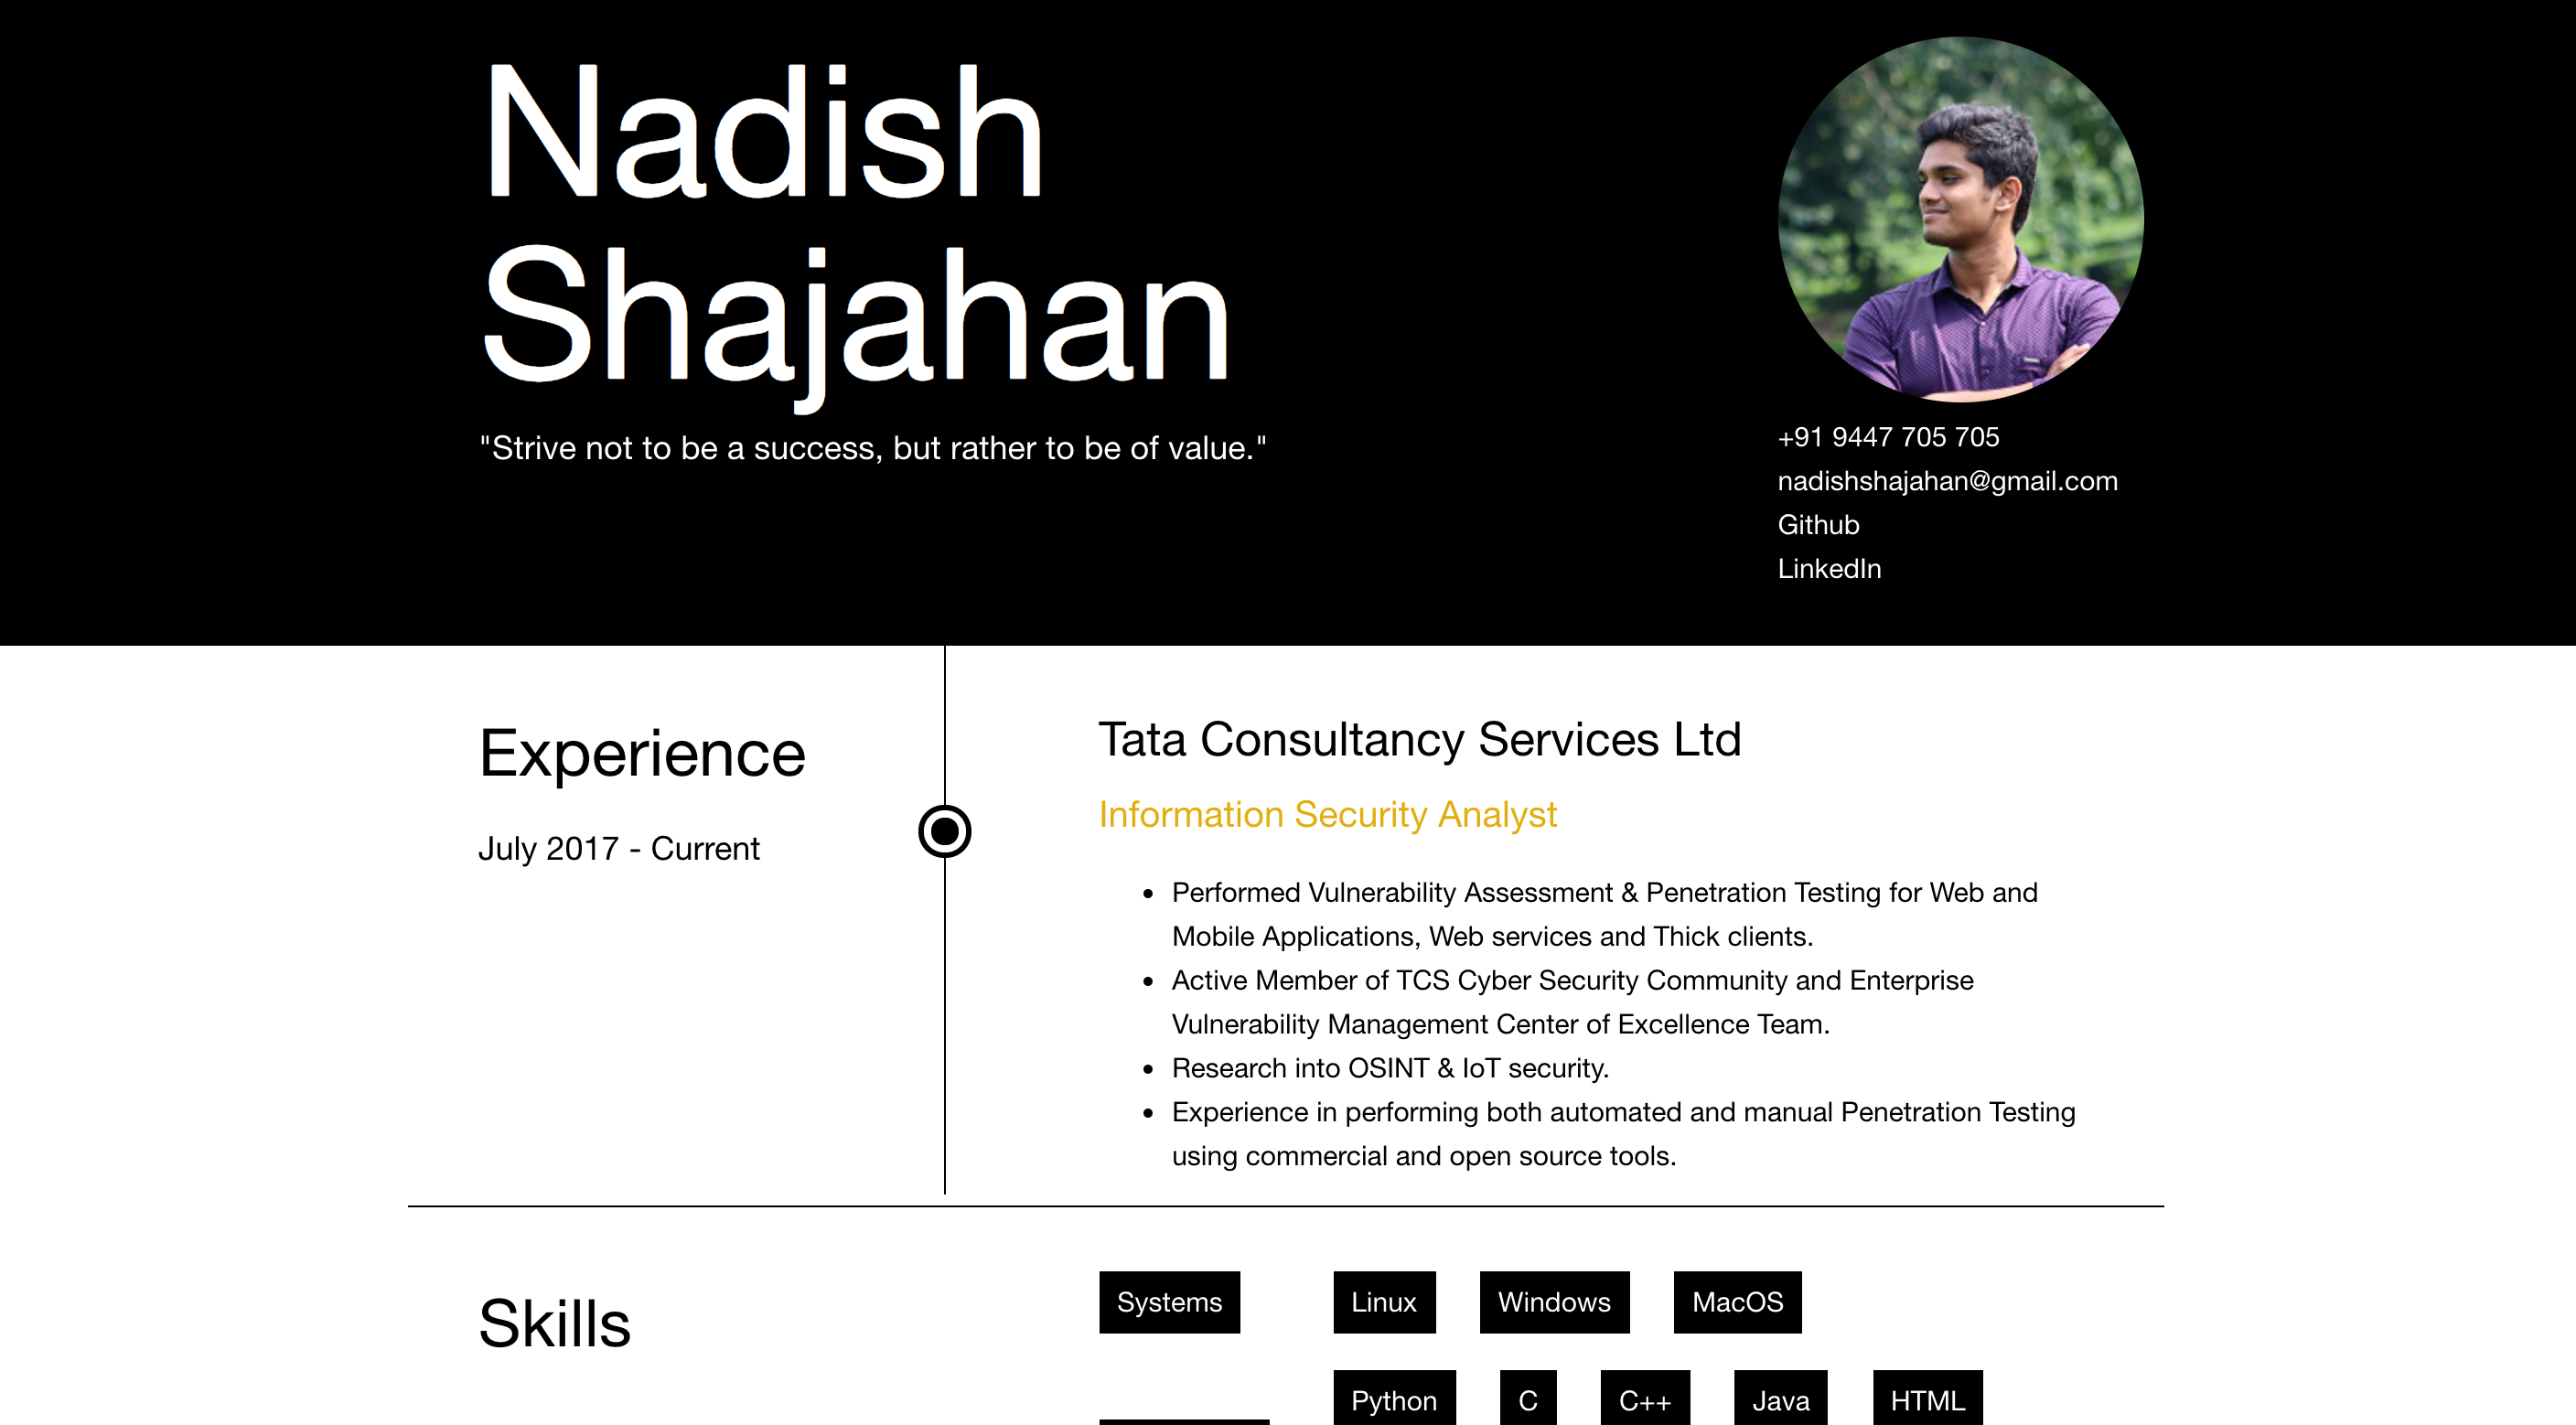 Nadish
Shajahan
"Strive not to be a success, but rather to be of value."
+91 9447 705 705
nadishshajahan@gmail.com
Github
LinkedIn
Experience
July 2017 - Current
Tata Consultancy Services Ltd
Information Security Analyst
Performed Vulnerability Assessment & Penetration Testing for Web and
Mobile Applications, Web services and Thick clients.
Active Member of TCS Cyber Security Community and Enterprise
Vulnerability Management Center of Excellence Team.
Research into OSINT & IoT security.
Experience in performing both automated and manual Penetration Testing
using commercial and open source tools.
Skills
Systems Linux Windows MacOS
Python C C++ Java HTML